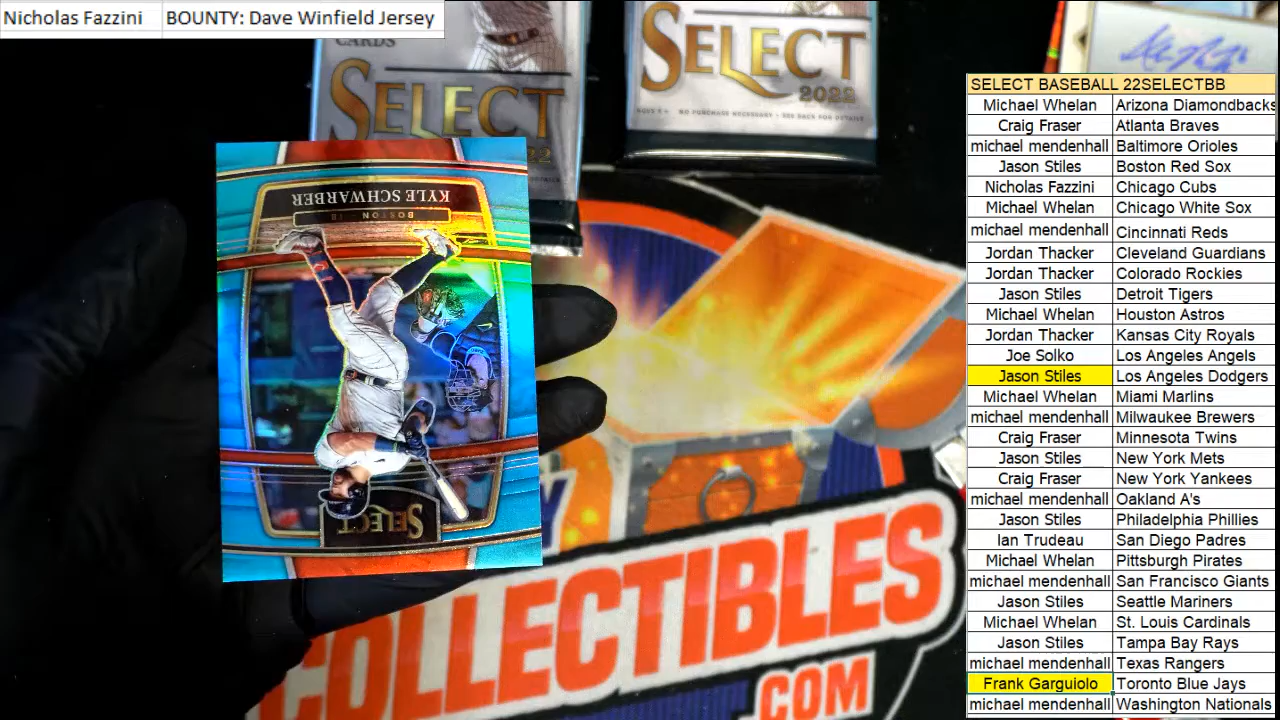 Nicholas Fazzini BOUNTY: Dave Winfield Jersey
CARDS
SELECT
SELECT
2022
SELECT BASEBALL 22SELECTBB
Michael Whelan Arizona Diamondbacks
Craig Fraser Atlanta Braves
michael mendenhall Baltimore Orioles
Jason Stiles Boston Red Sox
Nicholas Fazzini Chicago Cubs
Michael Whelan Chicago White Sox
michael mendenhall Cincinnati Reds
Jordan Thacker Cleveland Guardians
Jordan Thacker Colorado Rockies
Jason Stiles Detroit Tigers
Michael Whelan Houston Astros
Jordan Thacker Kansas City Royals
Joe Solko Los Angeles Angels
Jason Stiles Los Angeles Dodgers
Michael Whelan Miami Marlins
michael mendenhall Milwaukee Brewers
Craig Fraser Minnesota Twins
Jason Stiles New York Mets
Craig Fraser New York Yankees
michael mendenhall Oakland A's
Jason Stiles Philadelphia Phillies
Ian Trudeau San Diego Padres
Michael Whelan Pittsburgh Pirates
michael mendenhall San Francisco Giants
Jason Stiles Seattle Mariners
Michael Whelan St. Louis Cardinals
Jason Stiles Tampa Bay Rays
michael mendenhall Texas Rangers
Frank Garguiolo Toronto Blue Jays
michael mendenhall Washington Nationals
KYLE SCHWARBER
BOSTON
SELECT
COLLECTIBLES
.COM